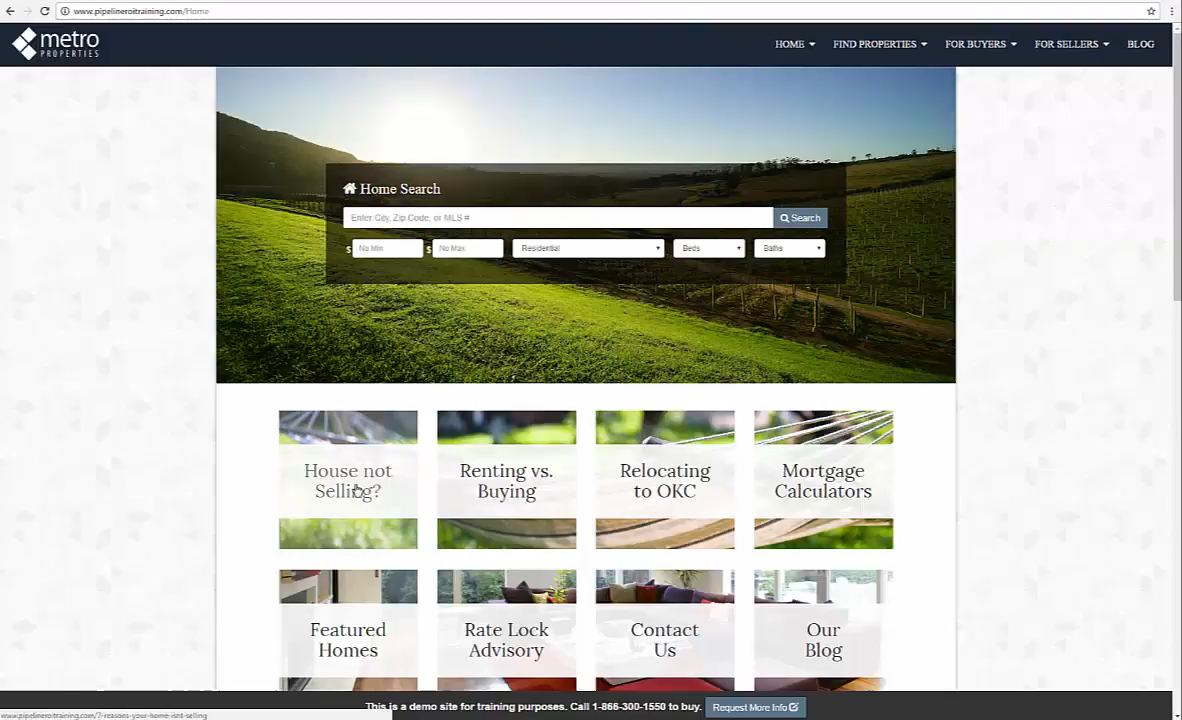 www.pipelineroitraining.com/Home
metro
PROPERTIES
HOME
FIND PROPERTIES
FOR BUYERS
FOR SELLERS
BLOG
Home Search
Enter City, Zip Code, or MLS #
Search
$ No Min
$ No Max
Residential
Beds
Baths
House not
Selling?
Renting vs.
Buying
Relocating
to OKC
Mortgage
Calculators
Featured
Homes
Rate Lock
Advisory
Contact
Us
Our
Blog
This is a demo site for training purposes. Call 1-866-300-1550 to buy.
Request More Info
www.pipelineroitraining.com/7-reasons-your-home-isnt-selling